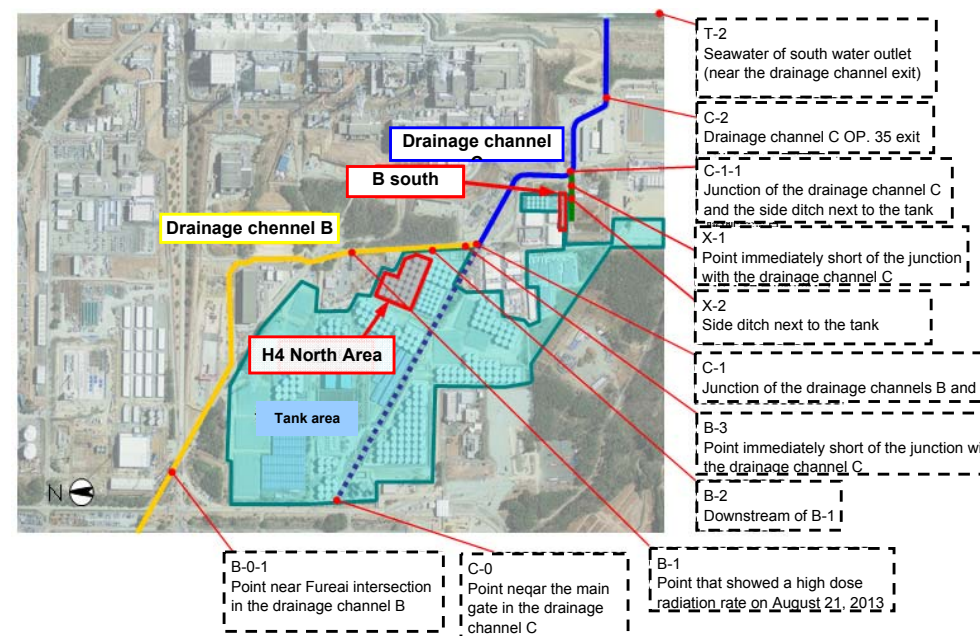 T-2
Seawater of south water outlet
(near the drainage channel exit)
C-2
Drainage channel C OP. 35 exit
Drainage channel
C-1-1
Junction of the drainage channel C
and the side ditch next to the tank
B south
X-1
Point immediately short of the junction
with the drainage channel C
Drainage chennel B
X-2
Side ditch next to the tank
H4 North Area
C-1
Junction of the drainage channels B and
Tank area
B-3
Point immediately short of the junction
the drainage channel C
N
B-2
Downstream of B-1
B-0-1
Point near Fureai intersection
in the drainage channel B
C-0
Point neqar the main
gate in the drainage
channel C
B-1
Point that showed a high dose
radiation rate on August 21, 2013